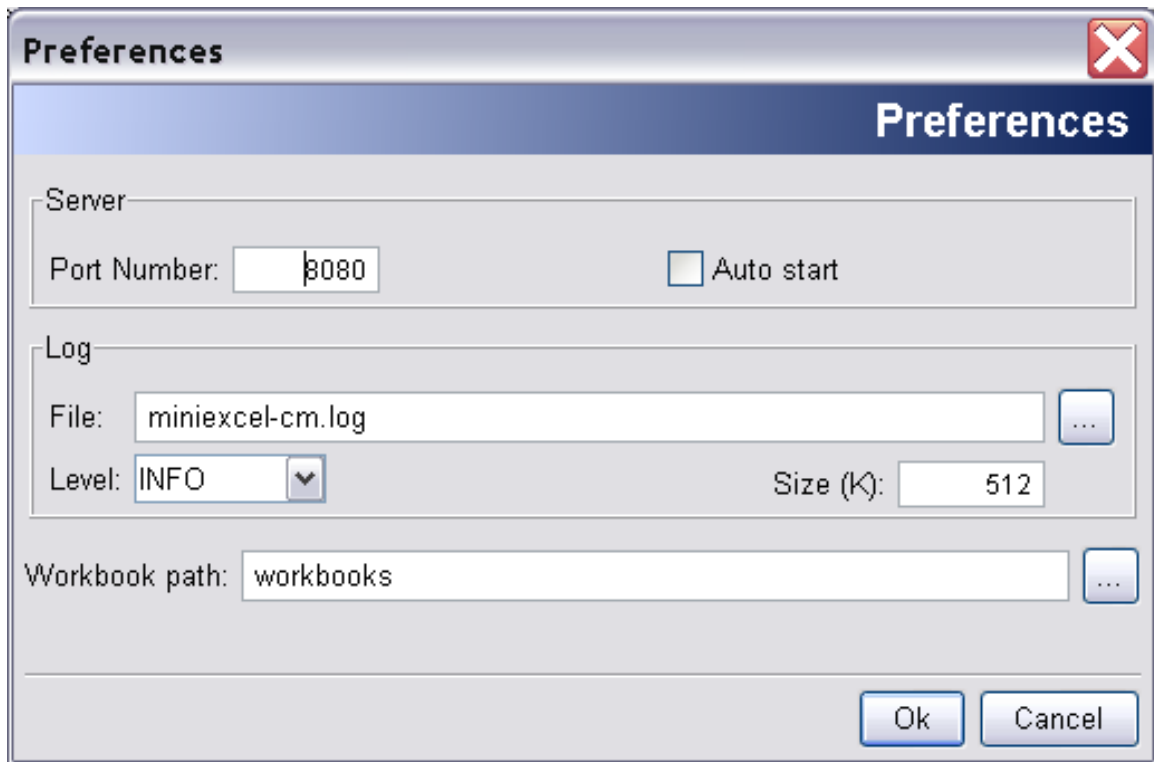 Preferences
Preferences
Server
Port Number: 8080 Auto start
Log
File: miniexcel-cm.log ...
Level: INFO Size (K): 512
Workbook path: workbooks ...
Ok Cancel